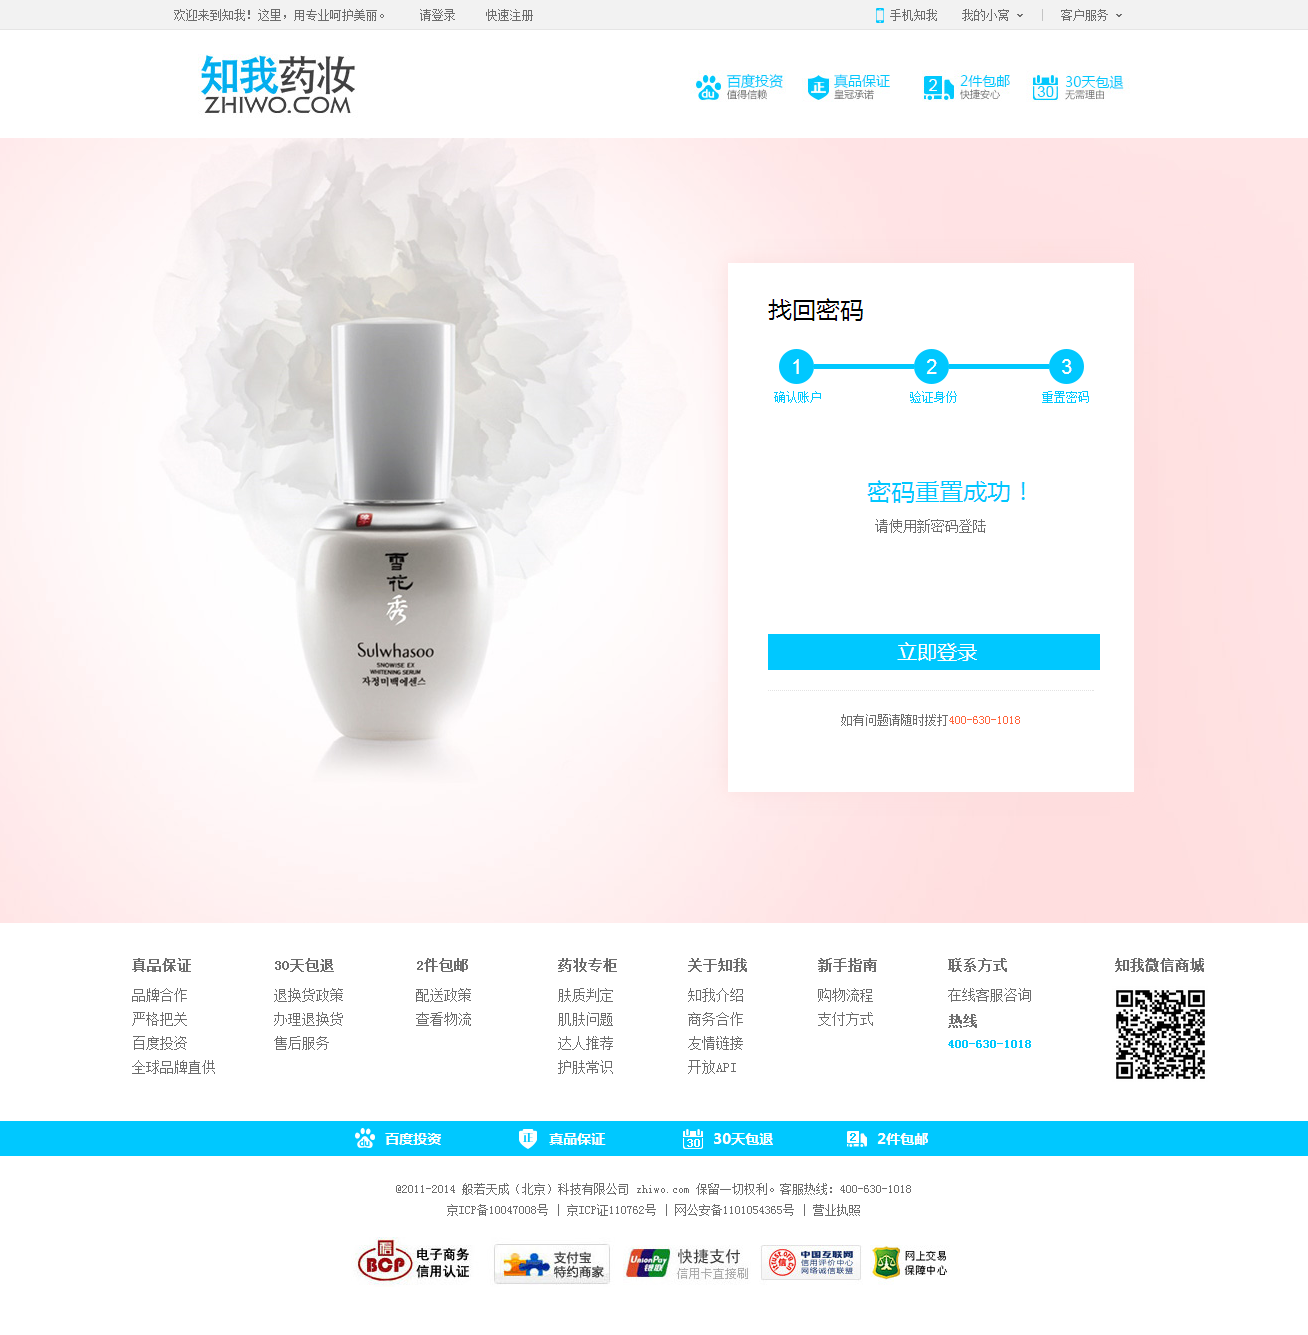 欢迎来到知我！这里，用专业呵护美丽。 请登录 快速注册 手机知我 我的小窝 客户服务
知我药妆
ZHIWO.COM
百度投资 真品保证 2件包邮 30天包退
值得信赖 皇冠承诺 快捷安心 无需理由
找回密码
1 2 3
确认账户 验证身份 重置密码
密码重置成功！
请使用新密码登陆
立即登录
如有问题请随时拨打400-630-1018
雪
花
秀
Sulwhasoo
SNOWISE EX
WHITENING SERUM
자정미백에센스
真品保证 30天包退 2件包邮 药妆专柜 关于知我 新手指南 联系方式 知我微信商城
品牌合作 退换货政策 配送政策 肤质判定 知我介绍 购物流程 在线客服咨询
严格把关 办理退换货 查看物流 肌肤问题 商务合作 支付方式 热线
百度投资 售后服务 达人推荐 友情链接 400-630-1018
全球品牌直供 护肤常识 开放API
百度投资 真品保证 30天包退 2件包邮
@2011-2014 般若天成（北京）科技有限公司 zhiwo.com 保留一切权利。客服热线：400-630-1018
京ICP备10047008号 | 京ICP证110762号 | 网公安备1101054365号 | 营业执照
BCP 电子商务 信用认证
支付宝 特约商家
UnionPay 银联 快捷支付 信用卡直接刷
中国互联网 信用评价中心 网络诚信联盟
网上交易 保障中心